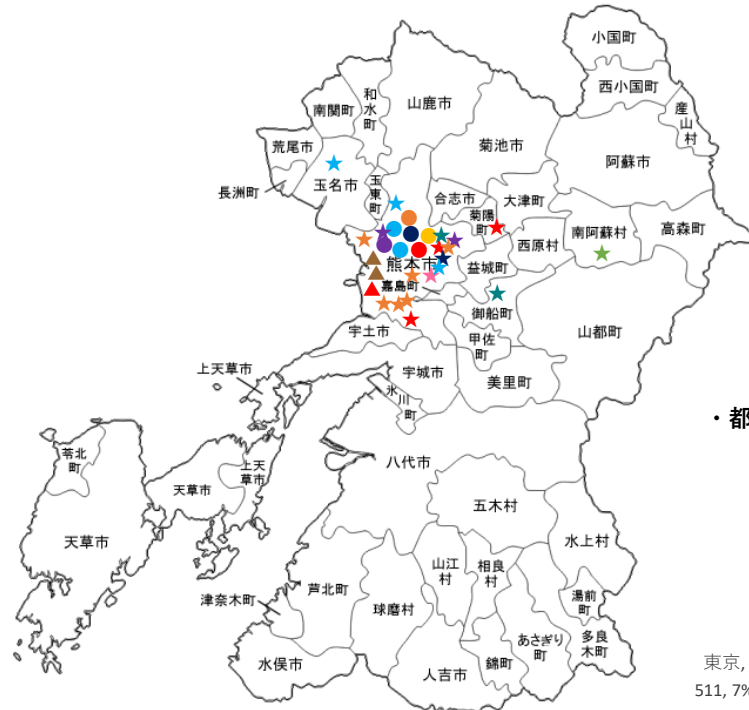 小国町
西小国町
産山村
和水町
南関町
山鹿市
菊池市
阿蘇市
荒尾市
玉名市
玉東町
長洲町
合志市
大津町
菊陽町
南阿蘇村
高森町
西原村
熊本市
益城町
嘉島町
御船町
山都町
宇土市
甲佐町
上天草市
宇城市
美里町
氷川町
・都
八代市
苓北町
上天草市
天草市
五木村
天草市
水上村
山江村
相良村
津奈木町
芦北町
球磨村
湯前町
あさぎり町
多良木町
水俣市
人吉市
錦町
東京,
511, 7%